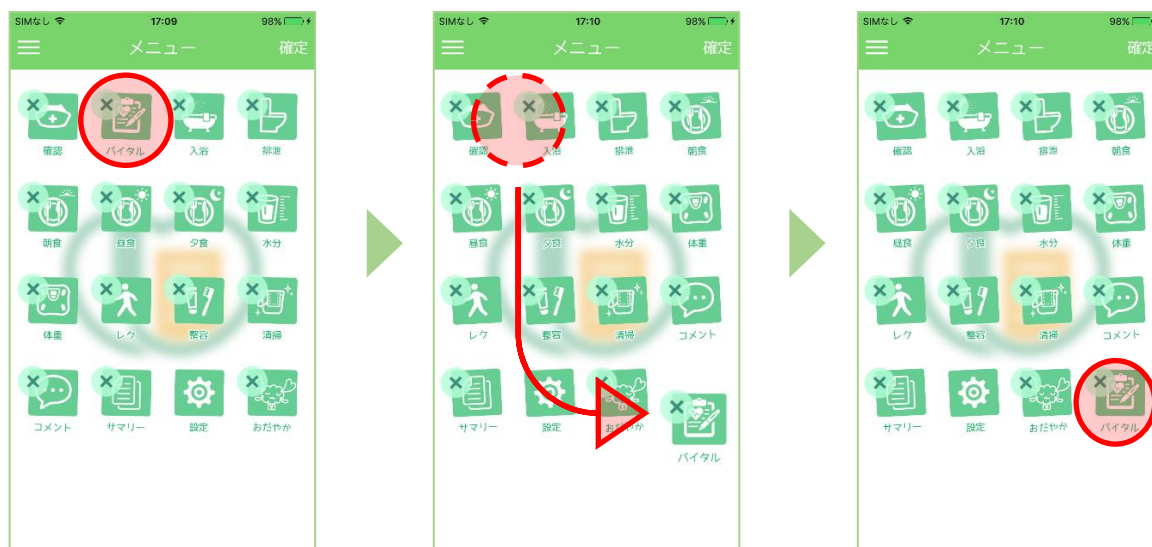 SIMなし 17:09 98%
メニュー 確定
確認 バイタル 入浴 排泄
朝食 昼食 夕食 水分
体重 レク 整容 清掃
コメント サマリー 設定 おだやか
SIMなし 17:10 98%
メニュー 確定
確認 入浴 排泄 朝食
昼食 夕食 水分 体重
レク 整容 清掃 コメント
サマリー 設定 おだやか
バイタル
SIMなし 17:10 98%
メニュー 確定
確認 入浴 排泄 朝食
昼食 夕食 水分 体重
レク 整容 清掃 コメント
サマリー 設定 おだやか バイタル